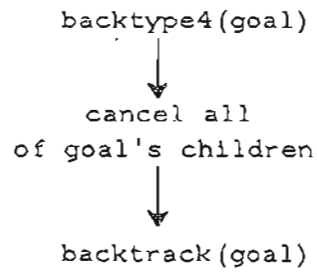 backtype4(goal)
cancel all
of goal's children
backtrack(goal)